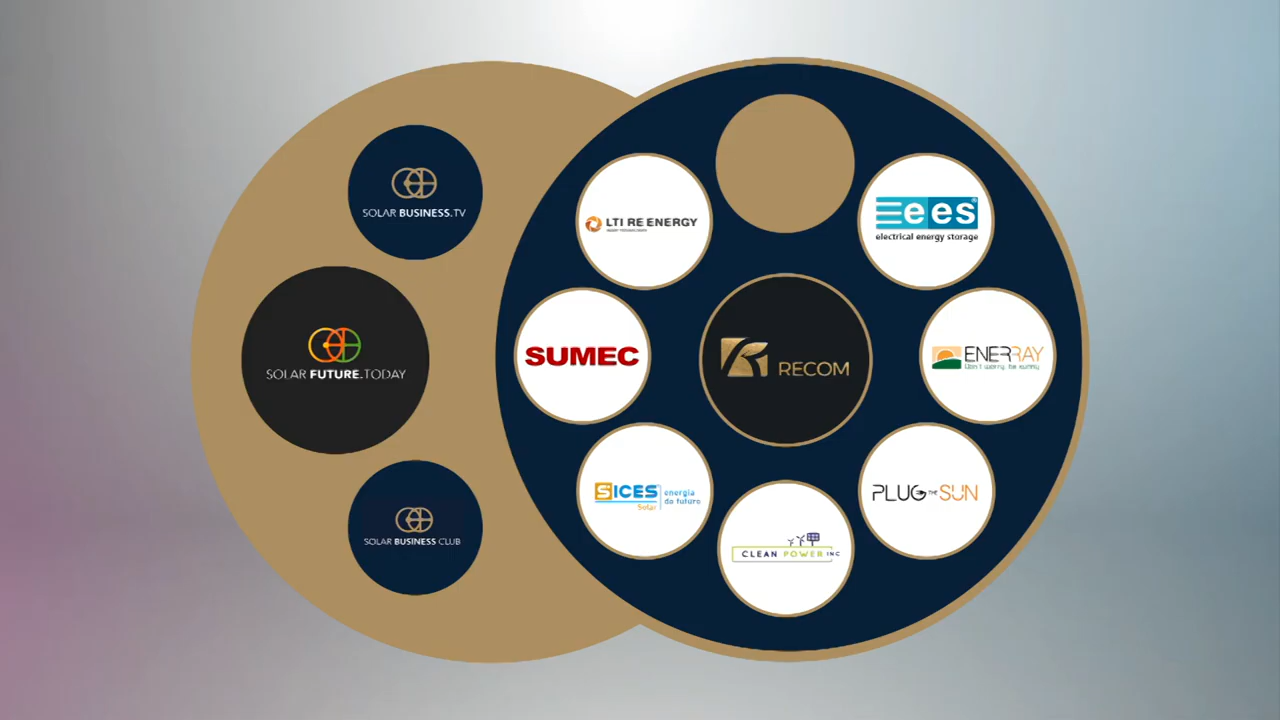 SOLAR BUSINESS.TV
SOLAR FUTURE.TODAY
SOLAR BUSINESS CLUB
LTI RE ENERGY
ees®
electrical energy storage
SUMEC
RECOM
ENERRAY
Don't worry, be sunny
SICES
Solar
energia
do futuro
PLUG THE SUN
CLEAN POWER INC